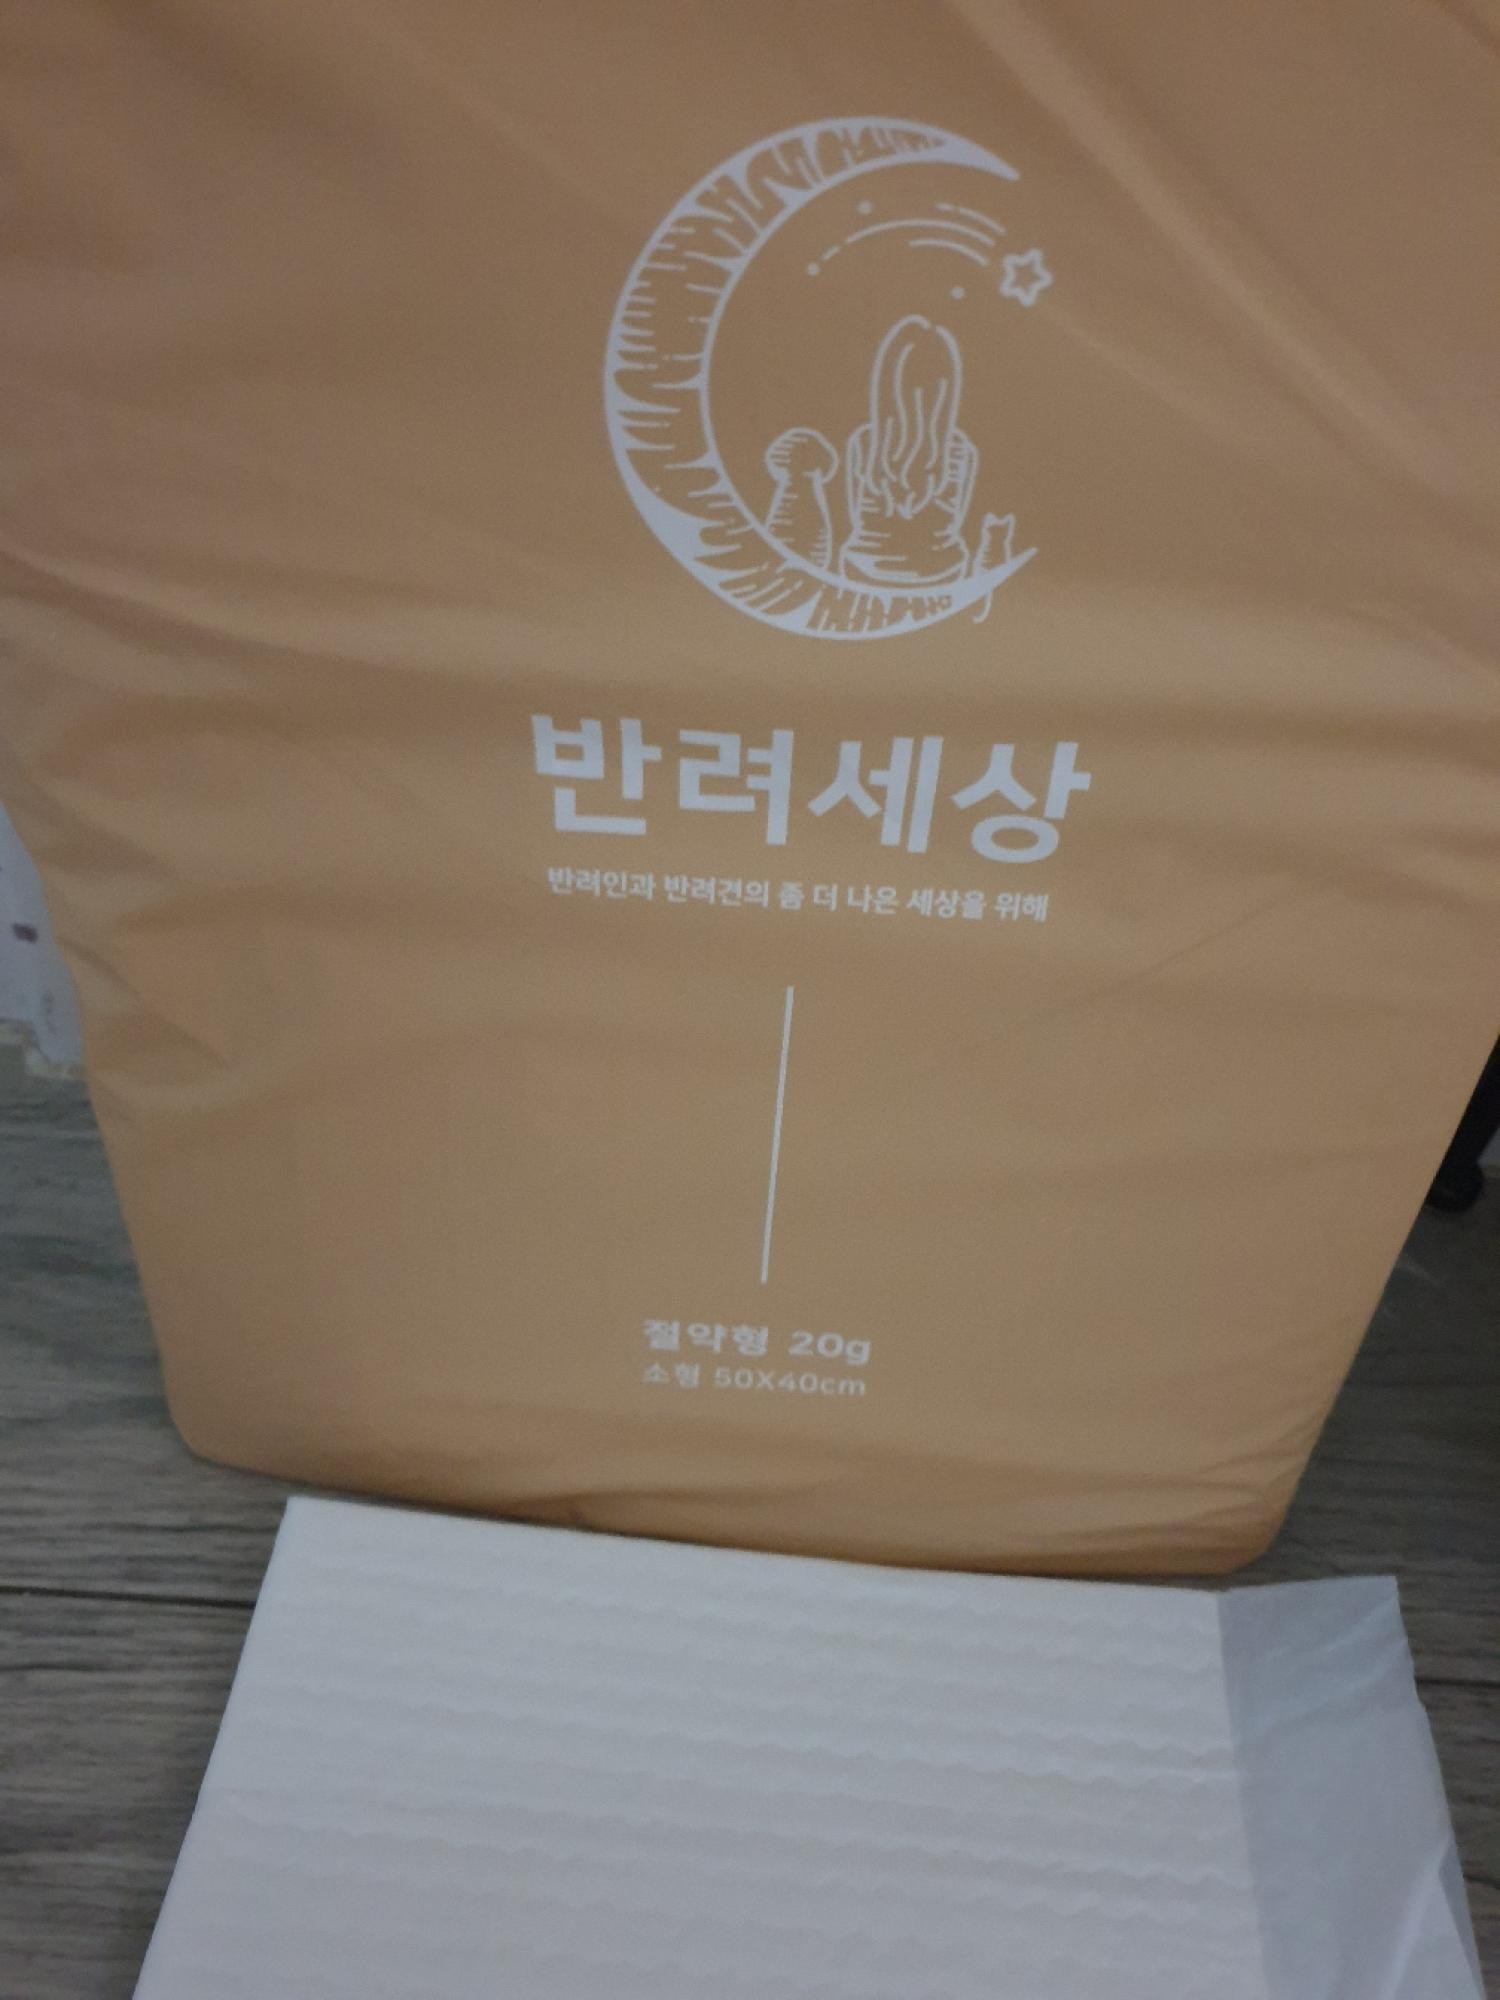 반려세상
반려인과 반려견의 좀 더 나은 세상을 위해
절약형 20g
소형 50X40cm